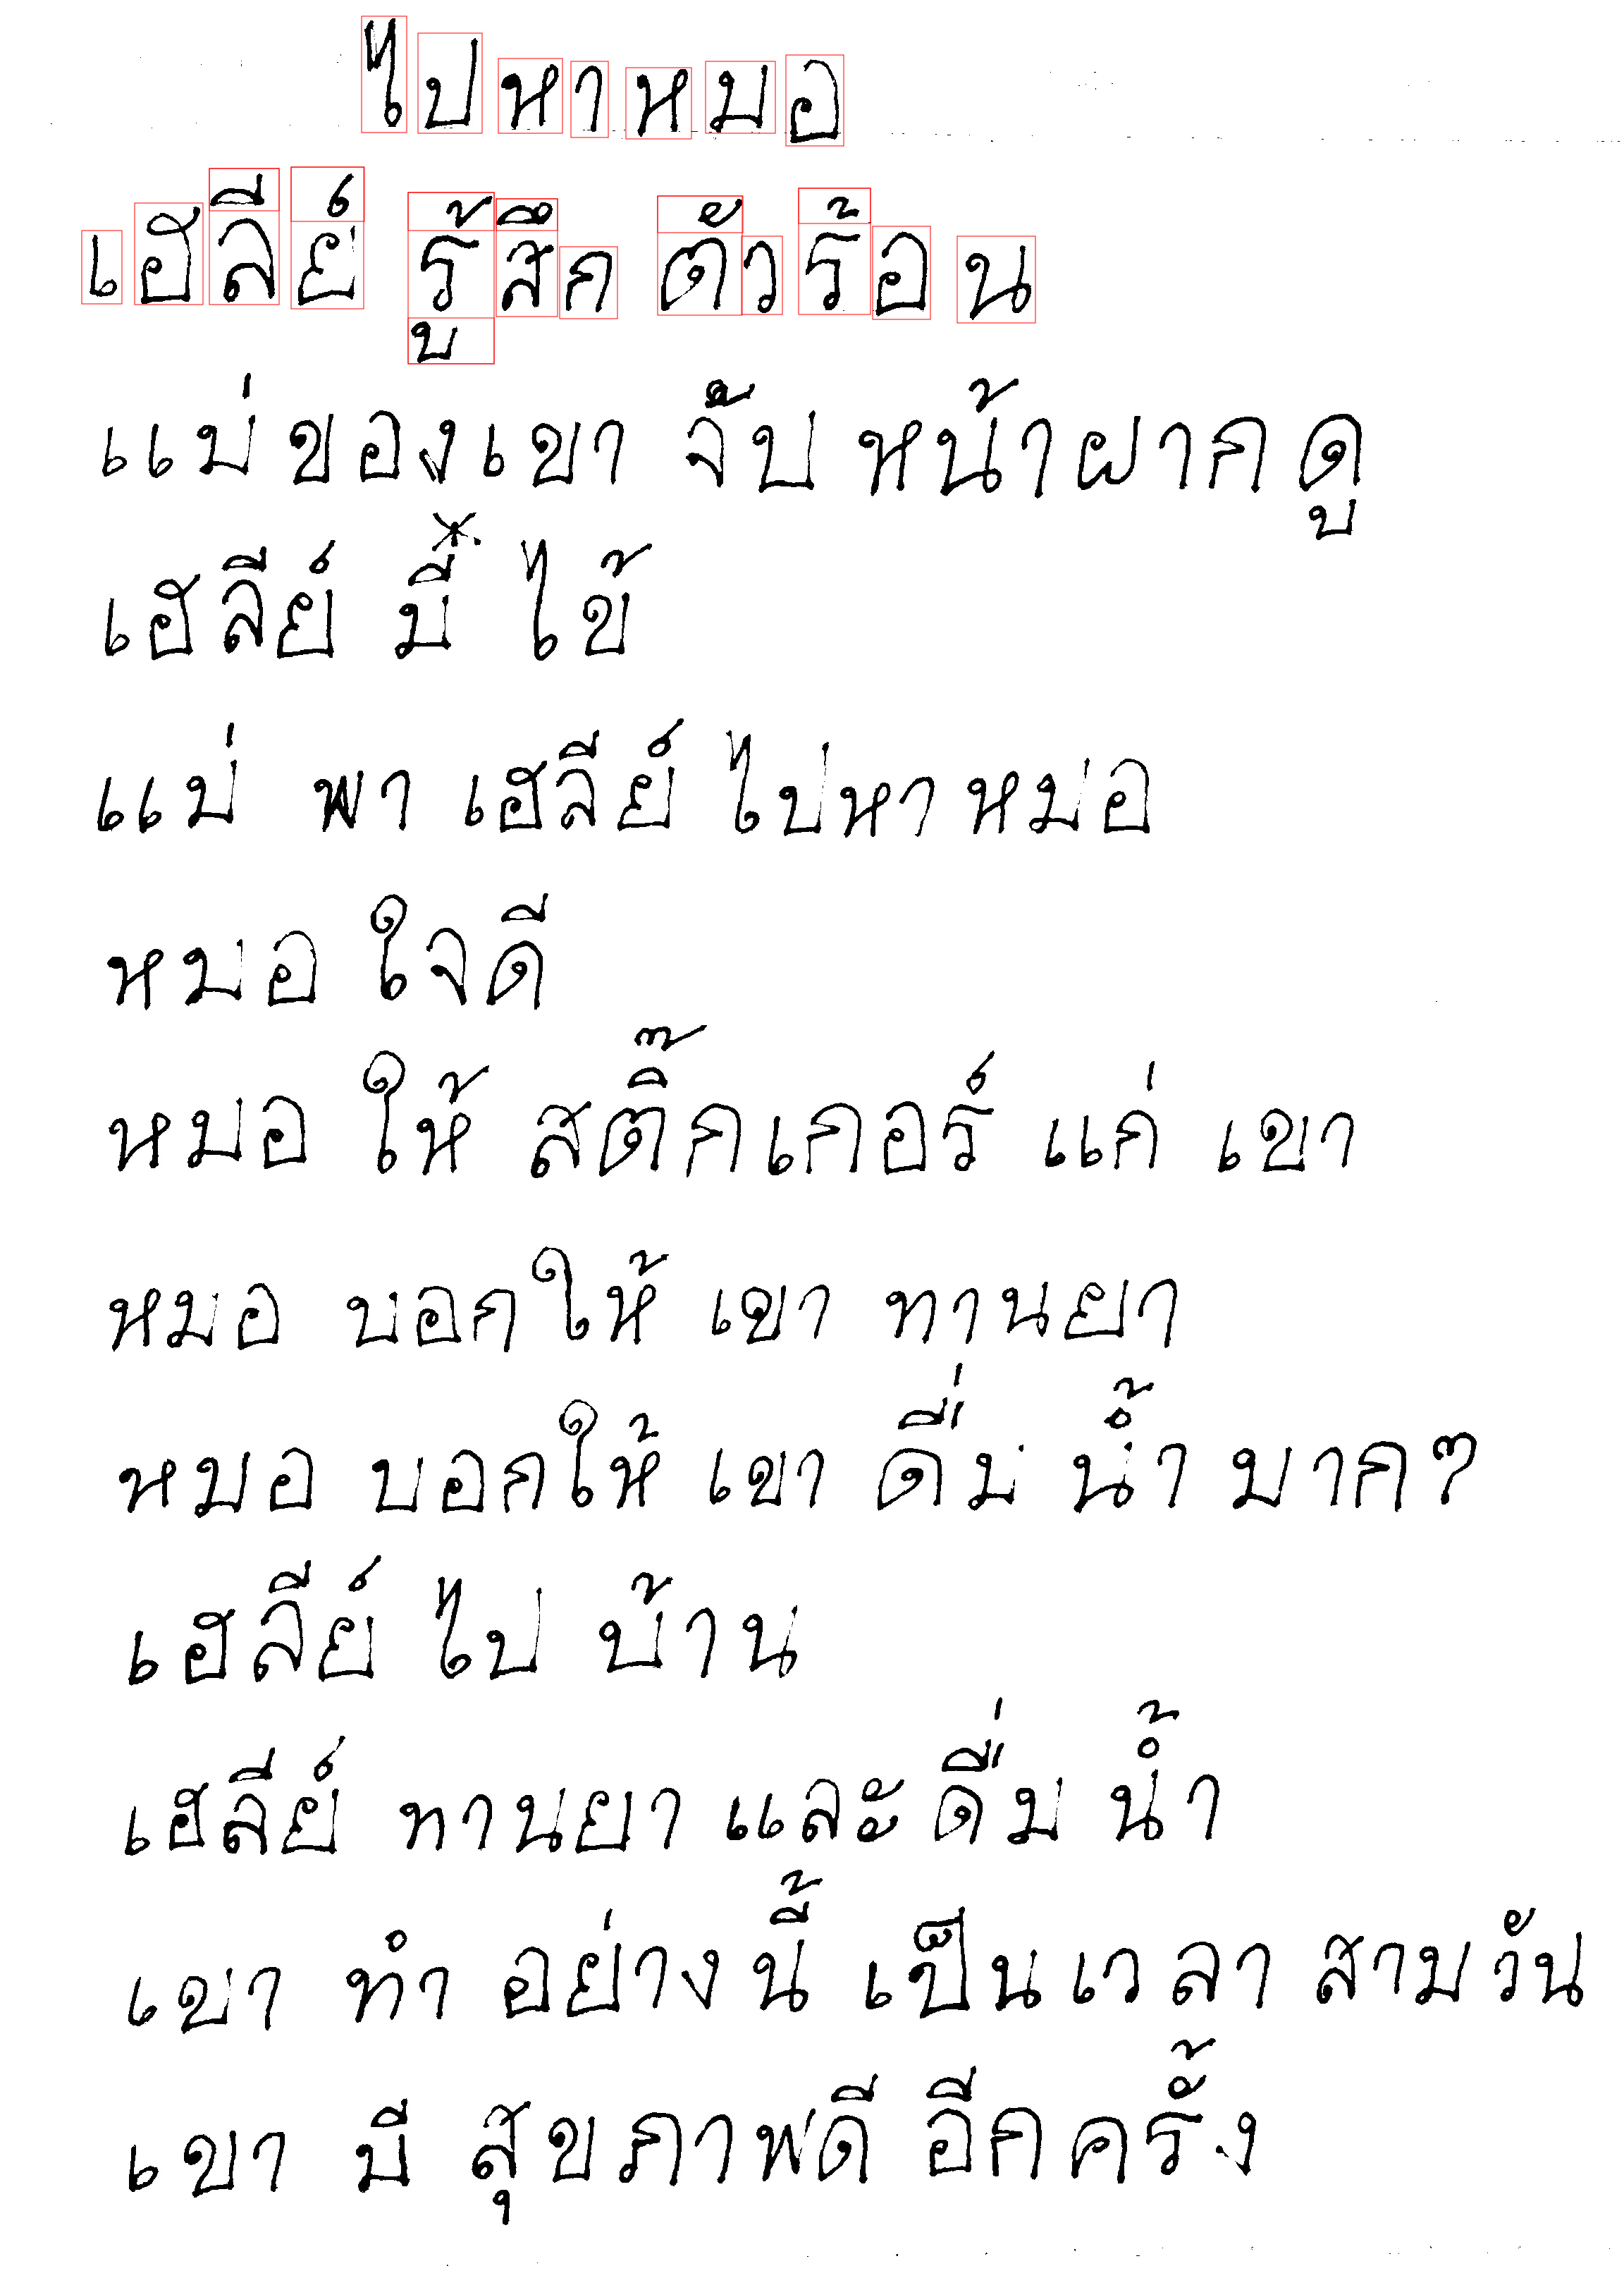 ไปหาหมอ
เฮลีย์ รู้สึก ตัวร้อน
แม่ของเขา จับ หน้าผาก ดู
เฮลีย์ มี ไข้
แม่ พา เฮลีย์ ไปหา หมอ
หมอ ใจดี
หมอ ให้ สติ๊กเกอร์ แก่ เขา
หมอ บอกให้ เขา ทานยา
หมอ บอกให้ เขา ดื่ม น้ำ มากๆ
เฮลีย์ ไป บ้าน
เฮลีย์ ทานยา และ ดื่ม น้ำ
เขา ทำ อย่างนี้ เป็นเวลา สามวัน
เขา มี สุขภาพดี อีกครั้ง